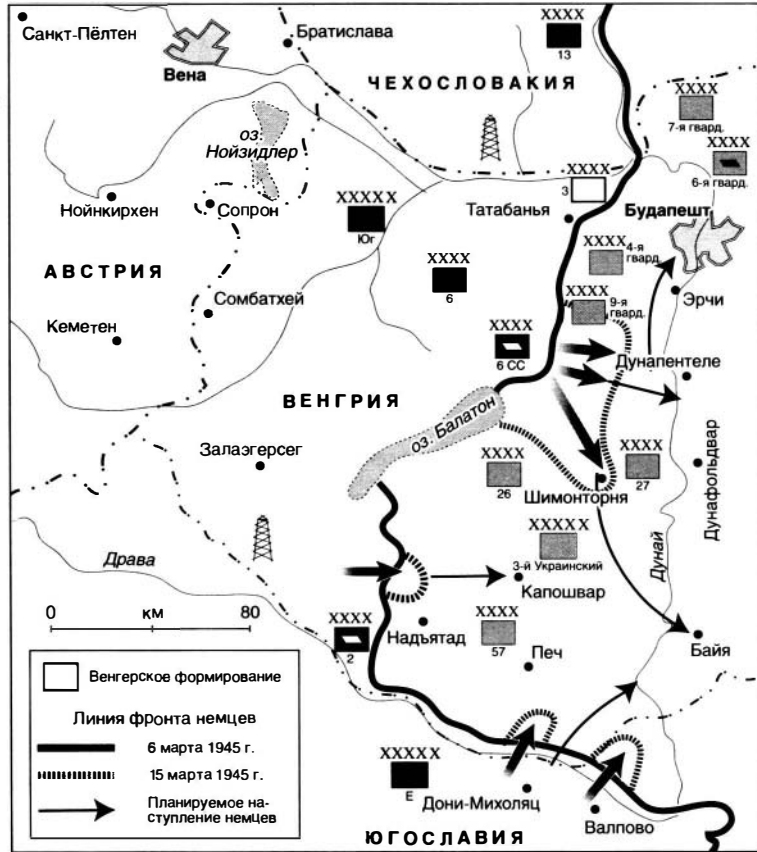 Санкт-Пёлтен
Братислава
Вена
XXXX
13
ЧЕХОСЛОВАКИЯ
XXXX
7-я гвард.
XXXX
6-я гвард.
оз.
Нойзидлер
Нойнкирхен
Сопрон
XXXXX
Юг
XXXX
3
Татабанья
Будапешт
XXXX
4-я
гвард.
Эрчи
АВСТРИЯ
XXXX
6
XXXX
9-я
гвард.
Сомбатхей
Кеметен
XXXX
6 СС
Дунапентеле
ВЕНГРИЯ
оз. Балатон
Залаэгерсег
XXXX
26
Шимонторня
XXXX
27
Дунафольдвар
Дунай
Драва
XXXXX
3-й Украинский
Капошвар
0 км 80
XXXX
2
Надъятад
XXXX
57
Печ
Байя
Венгерское формирование
Линия фронта немцев
6 марта 1945 г.
15 марта 1945 г.
Планируемое на-
ступление немцев
XXXXX
Е
Дони-Михоляц
Валпово
ЮГОСЛАВИЯ